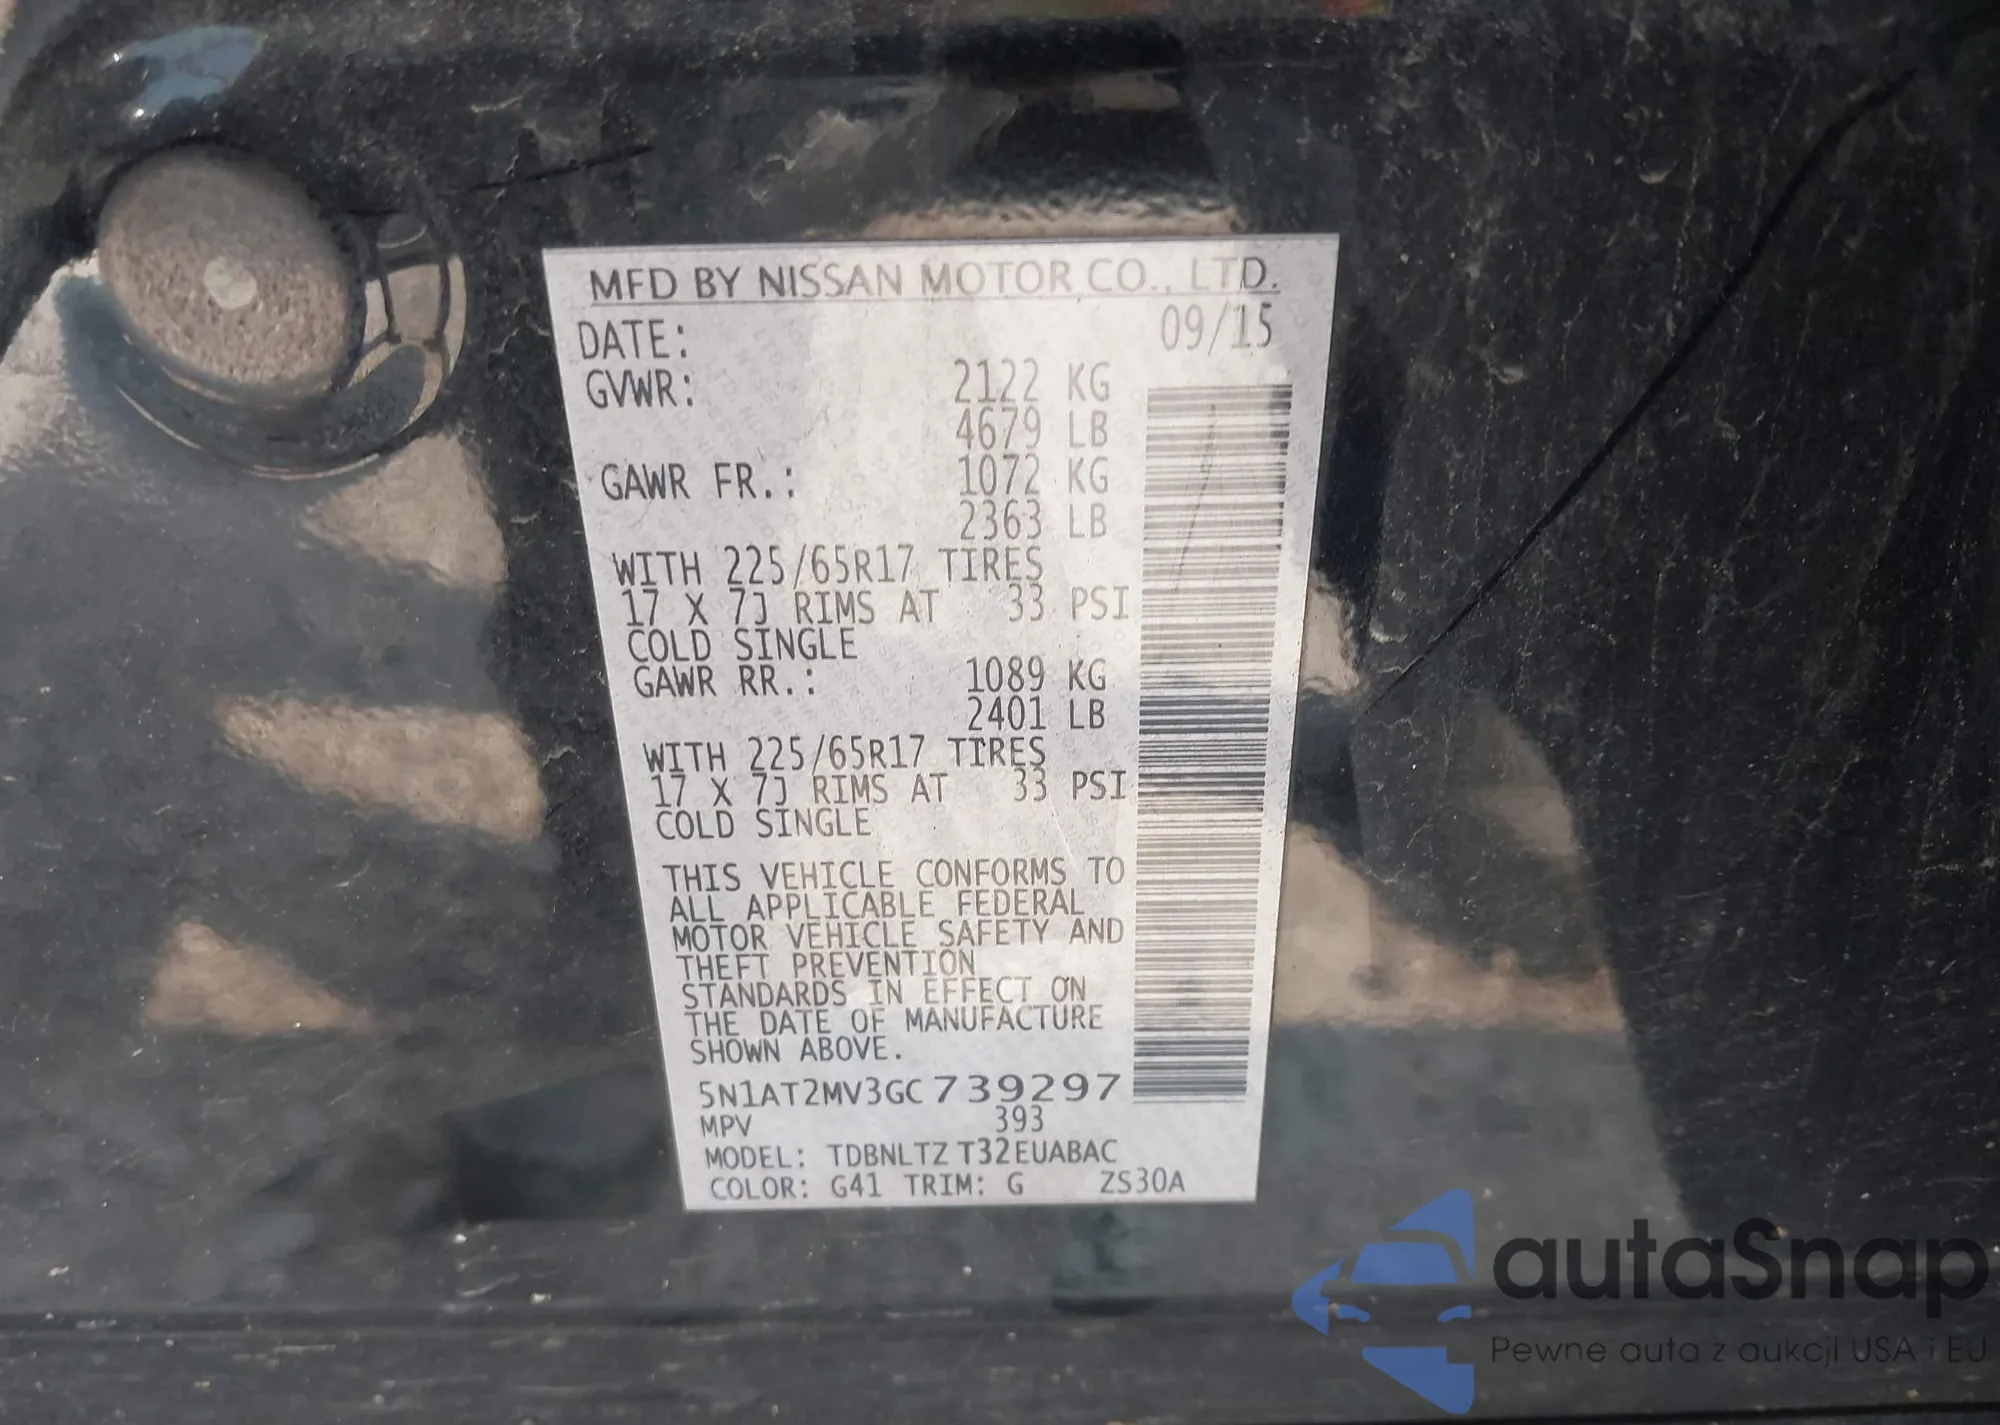 MFD BY NISSAN MOTOR CO., LTD.
DATE: 09/15
GVWR: 2122 KG
4679 LB
GAWR FR.: 1072 KG
2363 LB
WITH 225/65R17 TIRES
17 X 7J RIMS AT 33 PSI
COLD SINGLE
GAWR RR.: 1089 KG
2401 LB
WITH 225/65R17 TIRES
17 X 7J RIMS AT 33 PSI
COLD SINGLE
THIS VEHICLE CONFORMS TO
ALL APPLICABLE FEDERAL
MOTOR VEHICLE SAFETY AND
THEFT PREVENTION
STANDARDS IN EFFECT ON
THE DATE OF MANUFACTURE
SHOWN ABOVE.
5N1AT2MV3GC739297
MPV 393
MODEL: TDBNLTZ T32EUABAC
COLOR: G41 TRIM: G ZS30A
autaSnap
Pewne auta z aukcji USA i EU